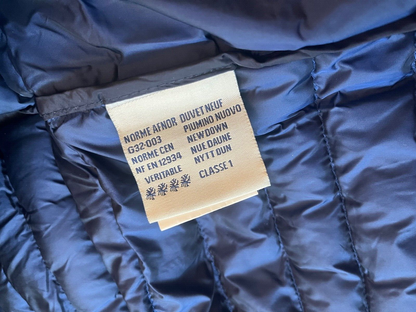 NORME AFNOR DUVET NEUF
G32-003 PIUMINO NUOVO
NORME CEN NEW DOWN
NF EN 12934 NUE DAUNE
VERITABLE NYTT DUN
CLASSE 1